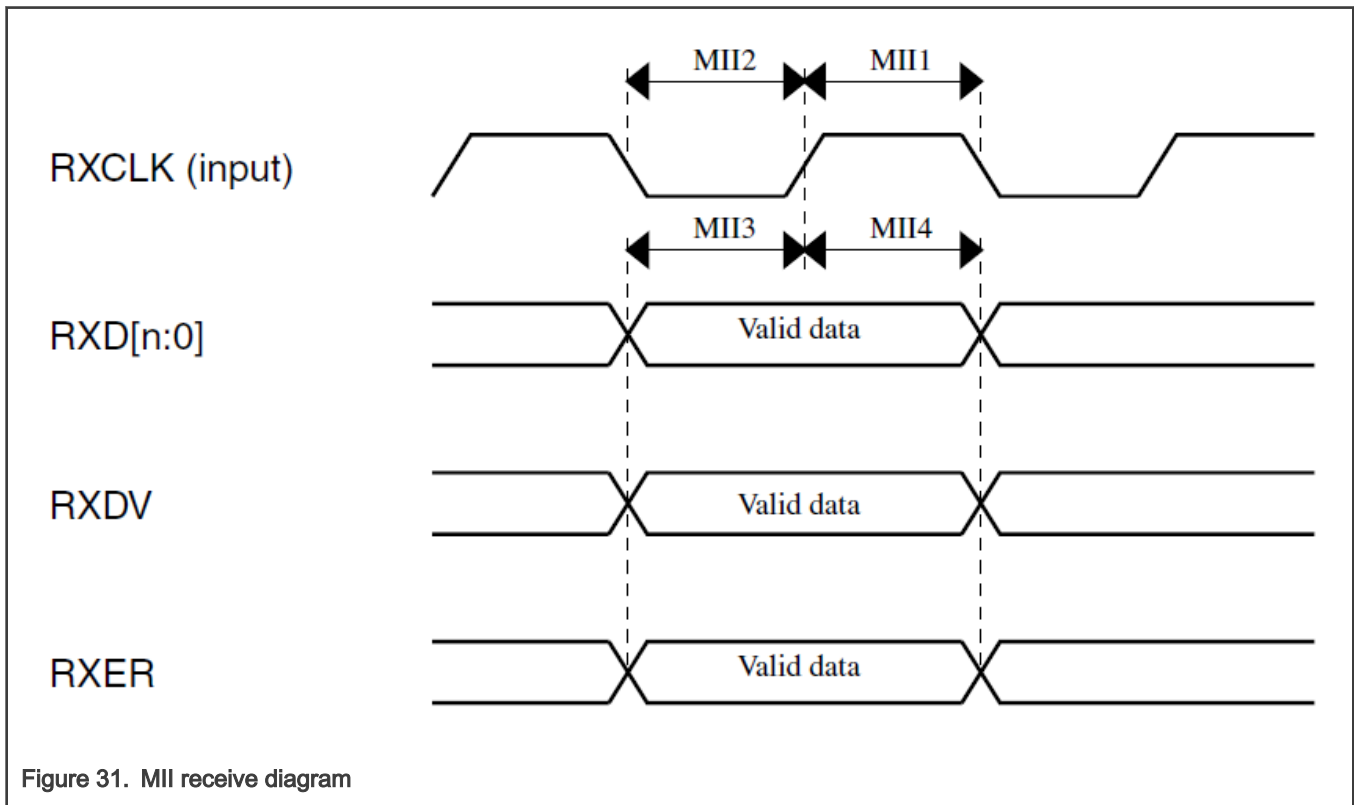 MII2 MII1
RXCLK (input)
MII3 MII4
RXD[n:0] Valid data
RXDV Valid data
RXER Valid data
Figure 31. MII receive diagram